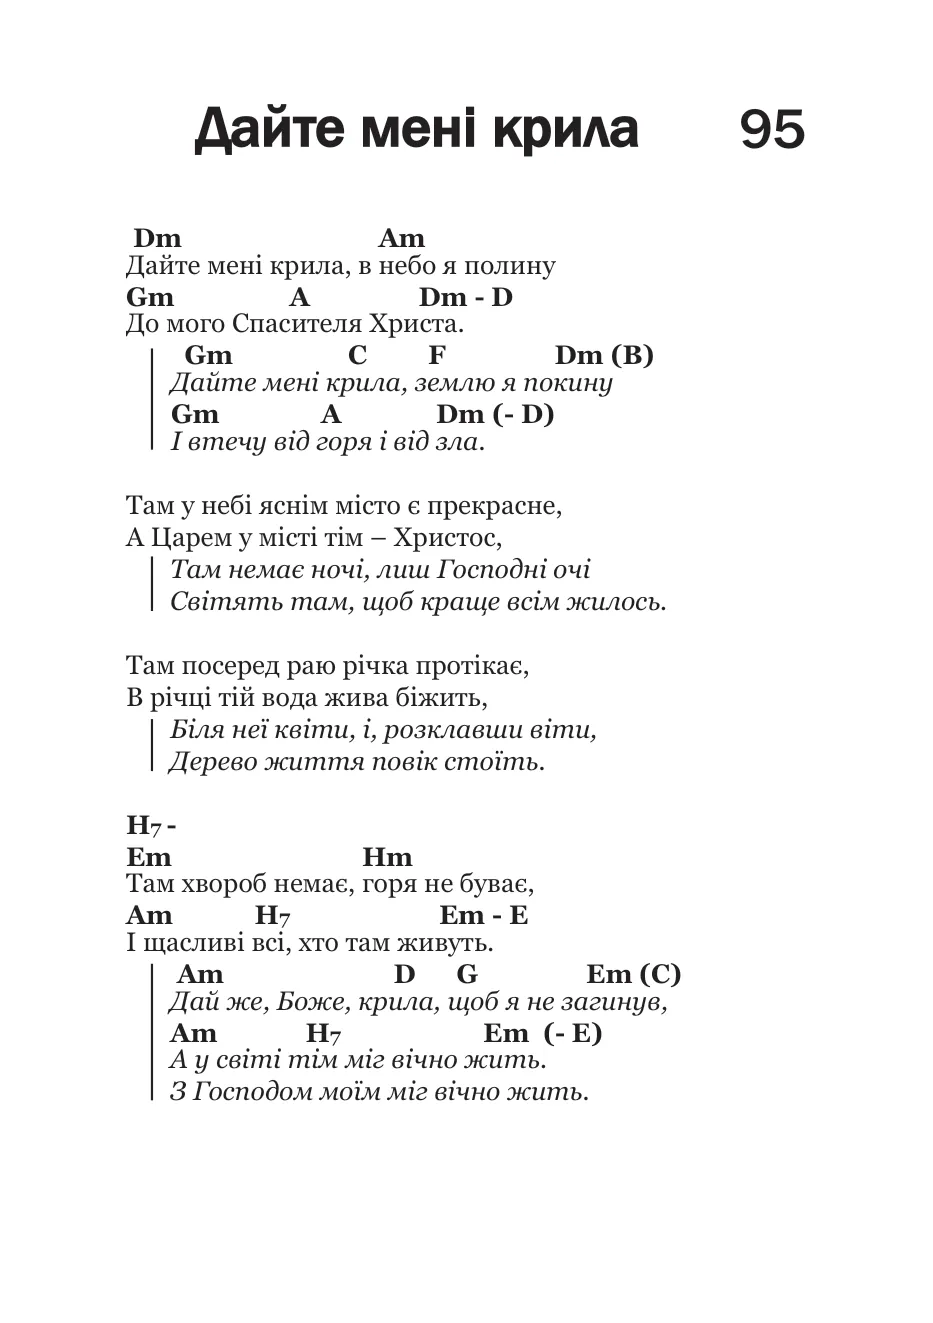 Дайте мені крила 95
Dm Am
Дайте мені крила, в небо я полину
Gm A Dm - D
До мого Спасителя Христа.
Gm C F Dm (B)
Дайте мені крила, землю я покину
Gm A Dm (- D)
І втечу від горя і від зла.
Там у небі яснім місто є прекрасне,
А Царем у місті тім – Христос,
Там немає ночі, лиш Господні очі
Світять там, щоб краще всім жилось.
Там посеред раю річка протікає,
В річці тій вода жива біжить,
Біля неї квіти, і, розклавши віти,
Дерево життя повік стоїть.
H7 -
Em Hm
Там хвороб немає, горя не буває,
Am H7 Em - E
І щасливі всі, хто там живуть.
Am D G Em (C)
Дай же, Боже, крила, щоб я не загинув,
Am H7 Em (- E)
А у світі тім міг вічно жить.
З Господом моїм міг вічно жить.